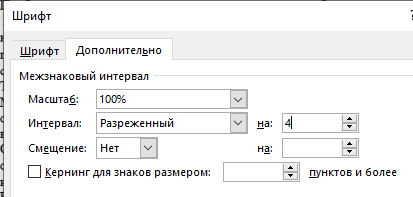 Шрифт ?
Шрифт Дополнительно
Межзнаковый интервал
Масштаб: 100%
Интервал: Разреженный на: 4
Смещение: Нет на:
Кернинг для знаков размером: пунктов и более